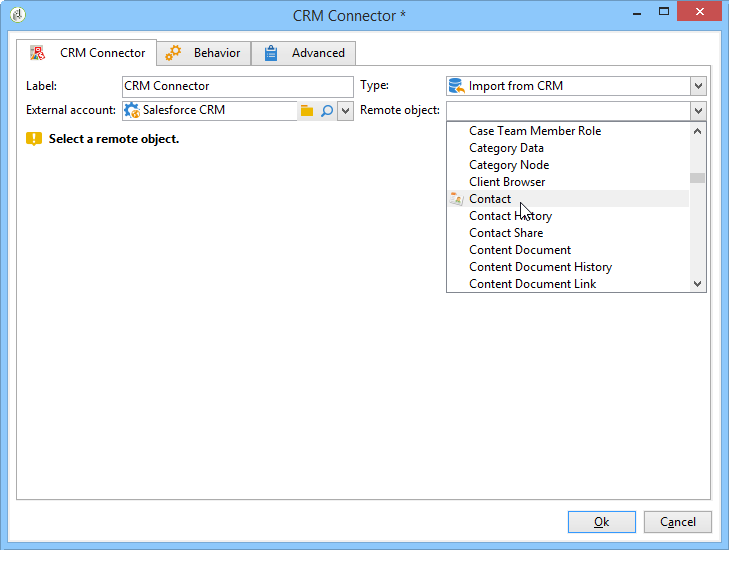 CRM Connector *
CRM Connector Behavior Advanced
Label: CRM Connector Type: Import from CRM
External account: Salesforce CRM Remote object:
Select a remote object.
Case Team Member Role
Category Data
Category Node
Client Browser
Contact
Contact History
Contact Share
Content Document
Content Document History
Content Document Link
Ok Cancel